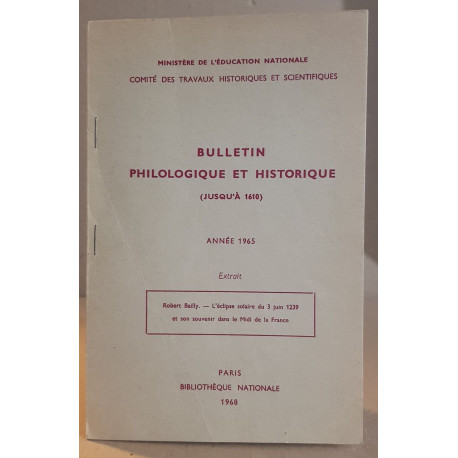 MINISTÈRE DE L'ÉDUCATION NATIONALE
COMITÉ DES TRAVAUX HISTORIQUES ET SCIENTIFIQUES
BULLETIN
PHILOLOGIQUE ET HISTORIQUE
(JUSQU'À 1610)
ANNÉE 1965
Extrait
Robert Bailly. — L'éclipse solaire du 3 juin 1239
et son souvenir dans le Midi de la France
PARIS
BIBLIOTHÈQUE NATIONALE
1968